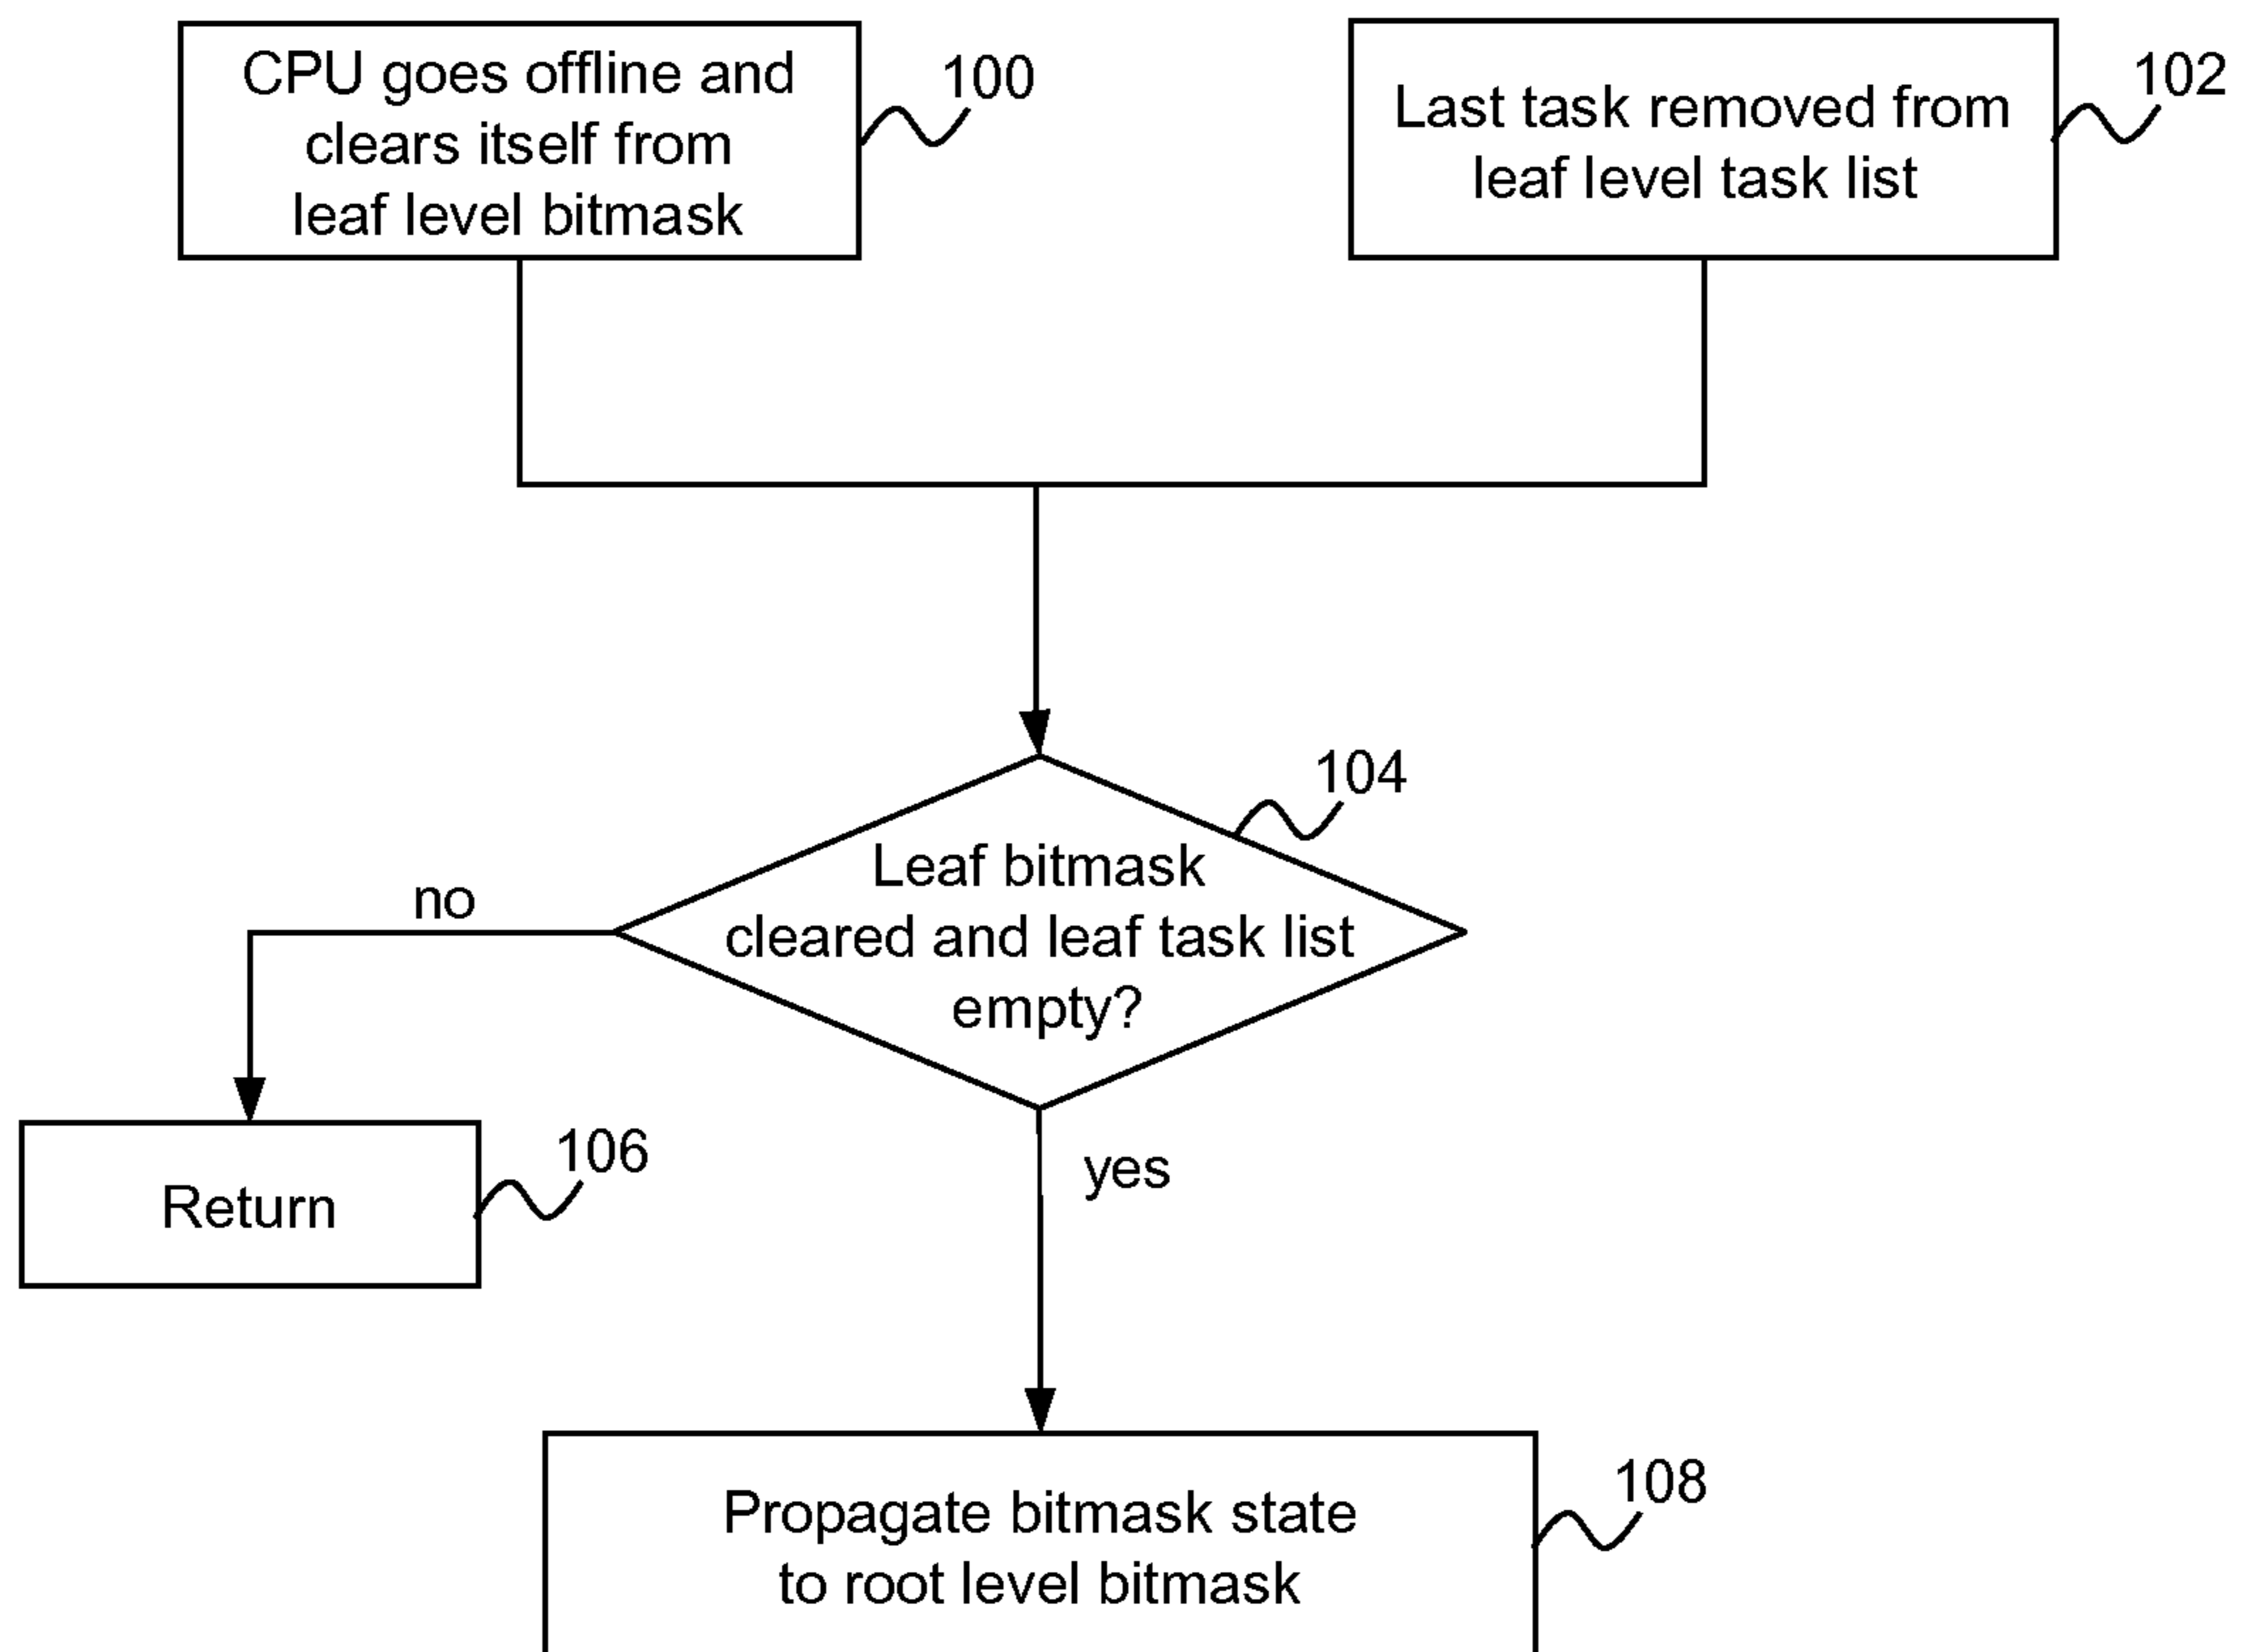 CPU goes offline and
clears itself from
leaf level bitmask
100
Last task removed from
leaf level task list
102
104
Leaf bitmask
cleared and leaf task list
empty?
no
Return
106
yes
Propagate bitmask state
to root level bitmask
108